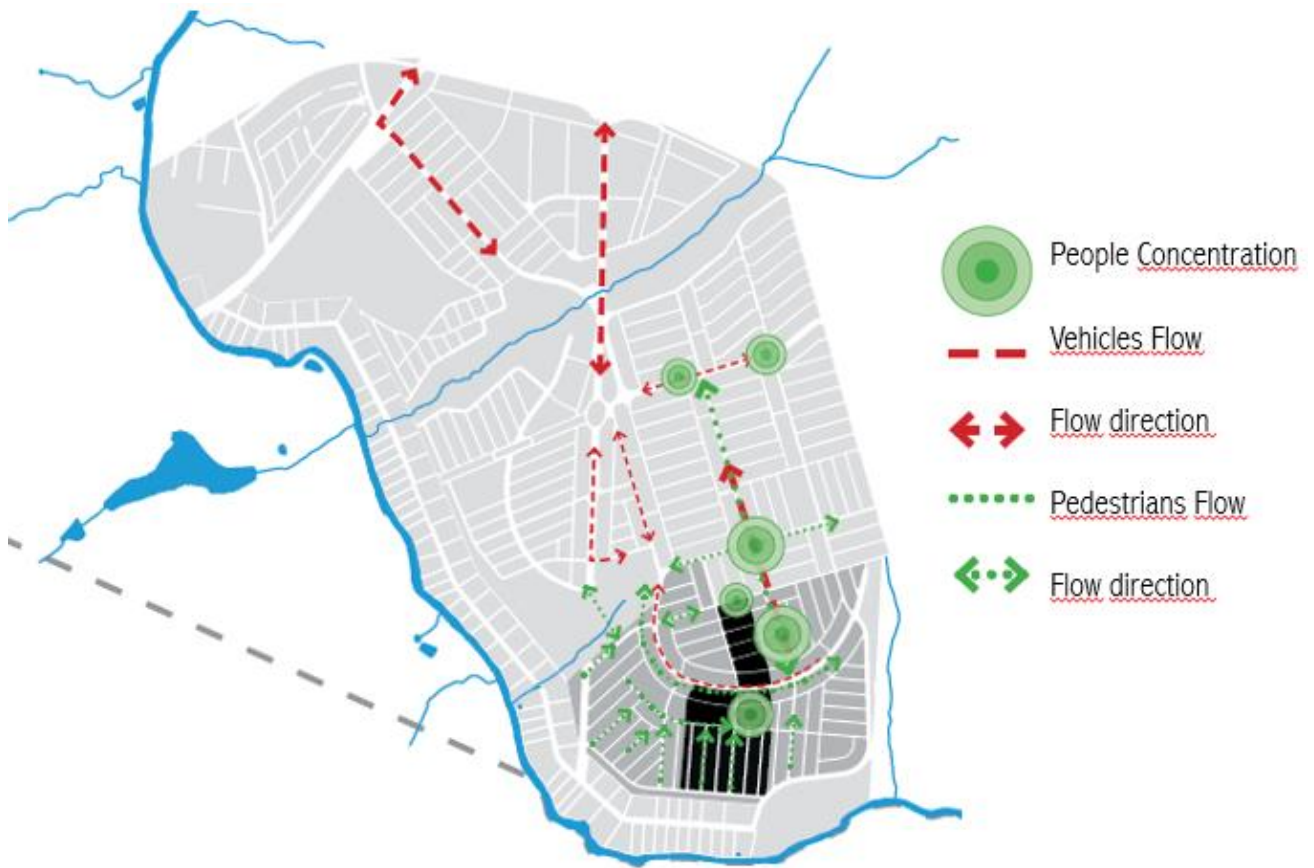 People Concentration
Vehicles Flow
Flow direction
Pedestrians Flow
Flow direction